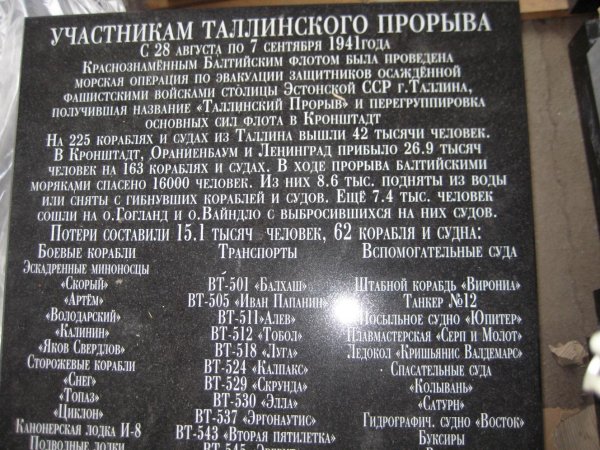 УЧАСТНИКАМ ТАЛЛИНСКОГО ПРОРЫВА
С 28 АВГУСТА ПО 7 СЕНТЯБРЯ 1941ГОДА
КРАСНОЗНАМЁННЫМ БАЛТИЙСКИМ ФЛОТОМ БЫЛА ПРОВЕДЕНА
МОРСКАЯ ОПЕРАЦИЯ ПО ЭВАКУАЦИИ ЗАЩИТНИКОВ ОСАЖДЁННОЙ
ФАШИСТСКИМИ ВОЙСКАМИ СТОЛИЦЫ ЭСТОНСКОЙ ССР Г.ТАЛЛИНА,
ПОЛУЧИВШАЯ НАЗВАНИЕ «ТАЛЛИНСКИЙ ПРОРЫВ» И ПЕРЕГРУППИРОВКА
ОСНОВНЫХ СИЛ ФЛОТА В КРОНШТАДТ
НА 225 КОРАБЛЯХ И СУДАХ ИЗ ТАЛЛИНА ВЫШЛИ 42 ТЫСЯЧИ ЧЕЛОВЕК.
В КРОНШТАДТ, ОРАНИЕНБАУМ И ЛЕНИНГРАД ПРИБЫЛО 26.9 ТЫСЯЧ
ЧЕЛОВЕК НА 163 КОРАБЛЯХ И СУДАХ. В ХОДЕ ПРОРЫВА БАЛТИЙСКИМИ
МОРЯКАМИ СПАСЕНО 16000 ЧЕЛОВЕК. ИЗ НИХ 8.6 ТЫС. ПОДНЯТЫ ИЗ ВОДЫ
ИЛИ СНЯТЫ С ГИБНУВШИХ КОРАБЛЕЙ И СУДОВ. ЕЩЁ 7.4 ТЫС. ЧЕЛОВЕК
СОШЛИ НА О.ГОГЛАНД И О.ВАЙНДЛО С ВЫБРОСИВШИХСЯ НА НИХ СУДОВ.
ПОТЕРИ СОСТАВИЛИ 15.1 ТЫСЯЧ ЧЕЛОВЕК, 62 КОРАБЛЯ И СУДНА:
БОЕВЫЕ КОРАБЛИ
ЭСКАДРЕННЫЕ МИНОНОСЦЫ
«СКОРЫЙ»
«АРТЁМ»
«ВОЛОДАРСКИЙ»
«КАЛИНИН»
«ЯКОВ СВЕРДЛОВ»
СТОРОЖЕВЫЕ КОРАБЛИ
«СНЕГ»
«ТОПАЗ»
«ЦИКЛОН»
КАНОНЕРСКАЯ ЛОДКА И-8
ПОДВОДНЫЕ ЛОДКИ
ТРАНСПОРТЫ
ВТ-501 «БАЛХАШ»
ВТ-505 «ИВАН ПАПАНИН»
ВТ-511«АЛЕВ»
ВТ-512 «ТОБОЛ»
ВТ-518 «ЛУГА»
ВТ-524 «КАЛПАКС»
ВТ-529 «СКРУНДА»
ВТ-530 «ЭЛЛА»
ВТ-537 «ЭРГОНАУТИС»
ВТ-543 «ВТОРАЯ ПЯТИЛЕТКА»
ВСПОМОГАТЕЛЬНЫЕ СУДА
ШТАБНОЙ КОРАБДЬ «ВИРОНИА»
ТАНКЕР №12
ПОСЫЛЬНОЕ СУДНО «ЮПИТЕР»
ПЛАВМАСТЕРСКАЯ «СЕРП И МОЛОТ»
ЛЕДОКОЛ «КРИШЬЯНИС ВАЛДЕМАРС»
СПАСАТЕЛЬНЫЕ СУДА
«КОЛЫВАНЬ»
«САТУРН»
ГИДРОГРАФИЧ. СУДНО «ВОСТОК»
БУКСИРЫ